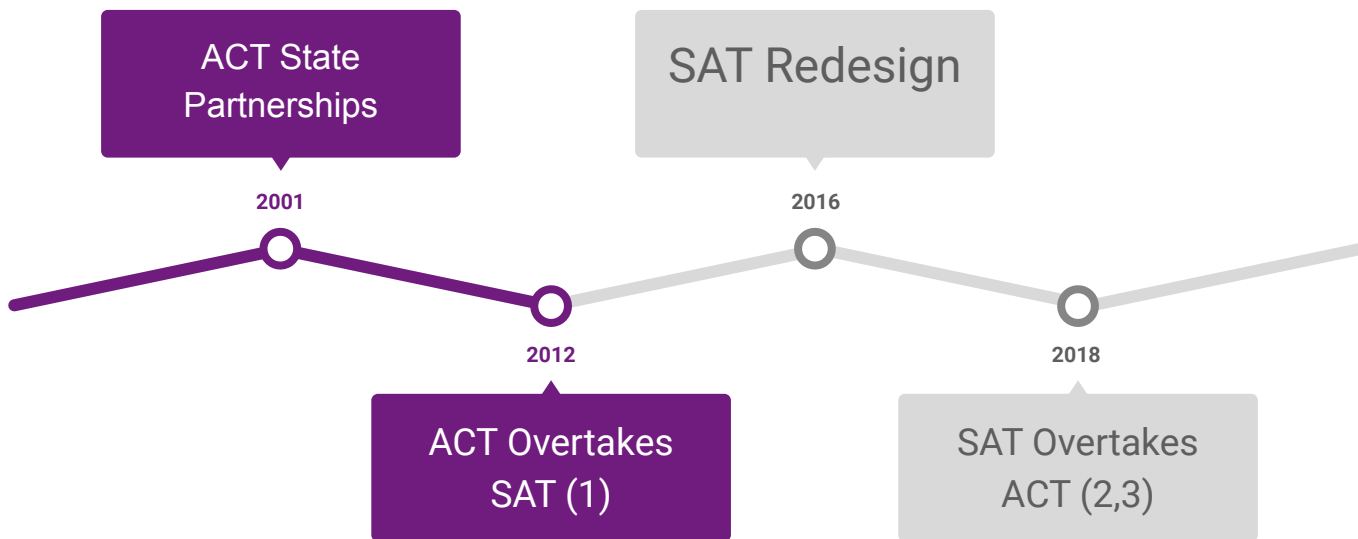 ACT State
Partnerships
2001
SAT Redesign
2016
2012
ACT Overtakes
SAT (1)
2018
SAT Overtakes
ACT (2,3)